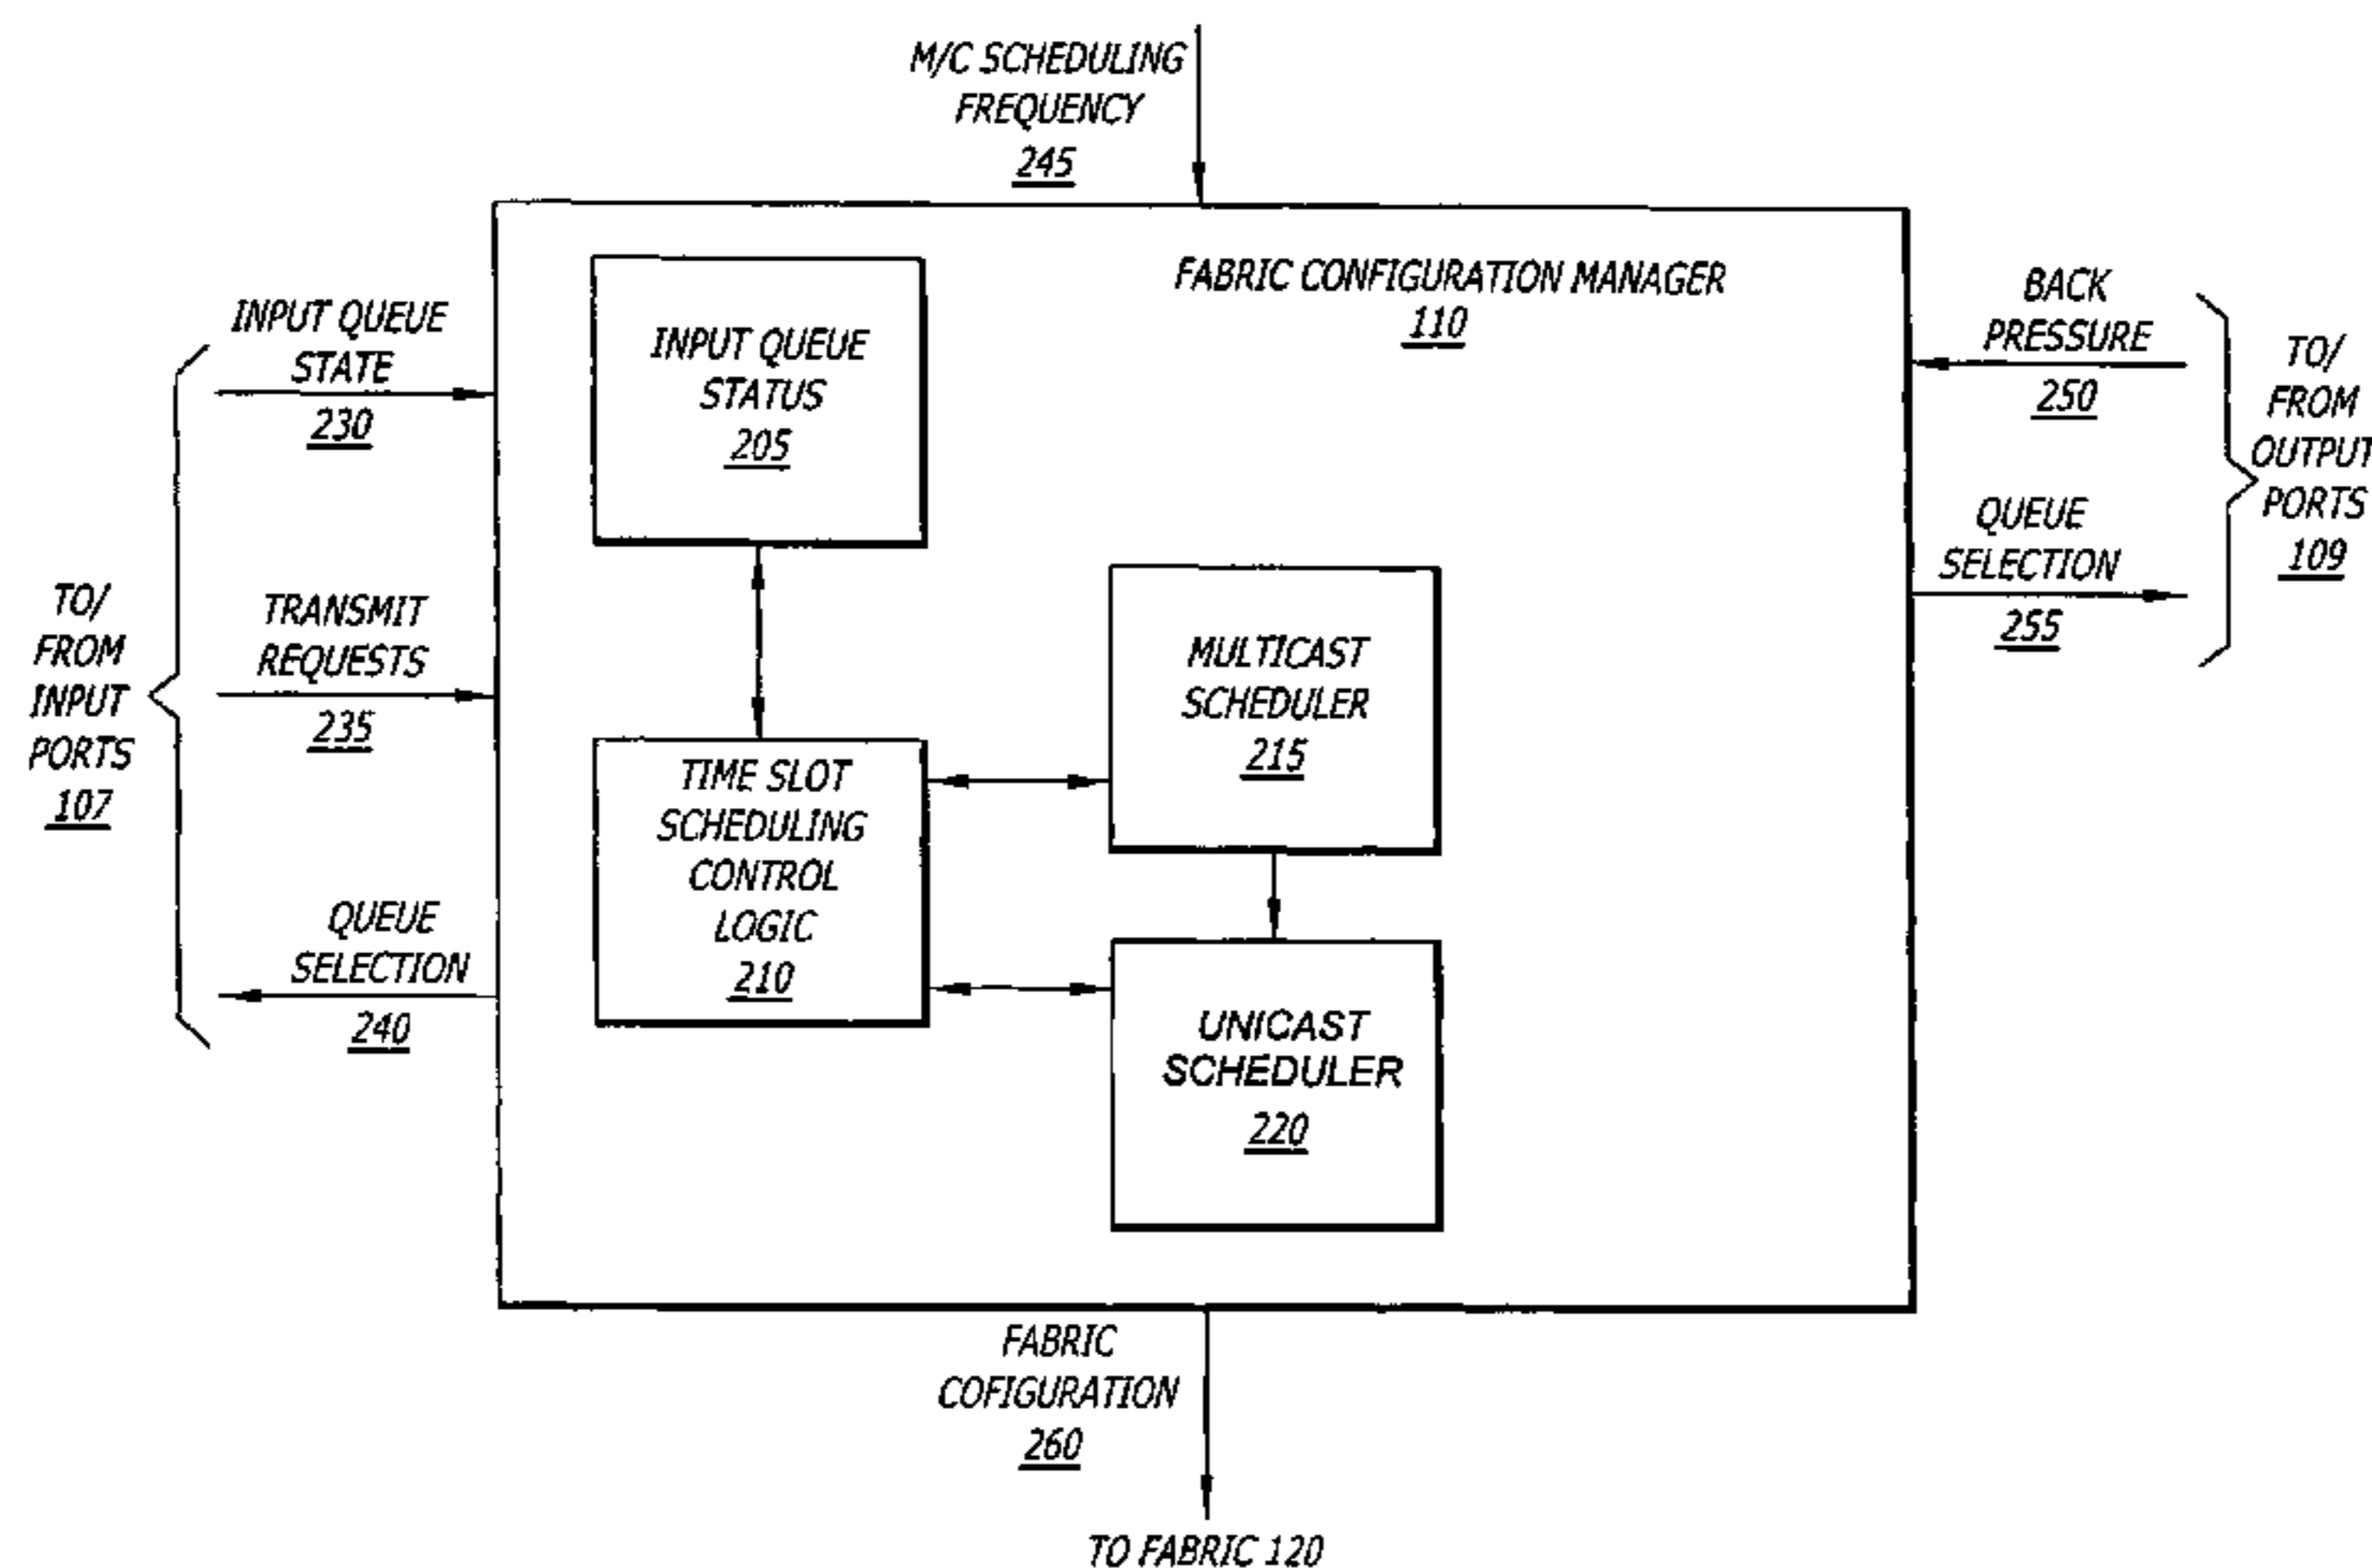 M/C SCHEDULING
FREQUENCY
245
FABRIC CONFIGURATION MANAGER
110
INPUT QUEUE
STATUS
205
INPUT QUEUE
STATE
230
TRANSMIT
REQUESTS
235
QUEUE
SELECTION
240
TO/
FROM
INPUT
PORTS
107
TIME SLOT
SCHEDULING
CONTROL
LOGIC
210
MULTICAST
SCHEDULER
215
UNICAST
SCHEDULER
220
BACK
PRESSURE
250
QUEUE
SELECTION
255
TO/
FROM
OUTPUT
PORTS
109
FABRIC
COFIGURATION
260
TO FABRIC 120